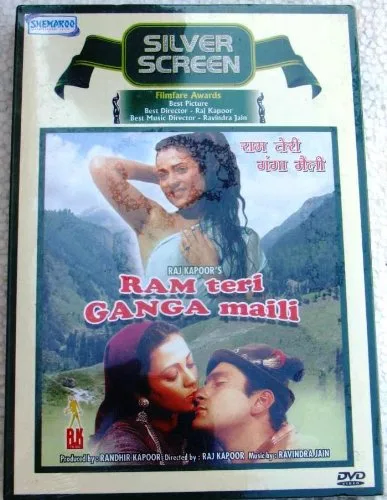 SHEMAROO
SILVER
SCREEN
Filmfare Awards
Best Picture
Best Director - Raj Kapoor
Best Music Director - Ravindra Jain
राम तेरी
गंगा मैली
RAJ KAPOOR'S
RAM teri
GANGA maili
RK
Produced by : RANDHIR KAPOOR Directed by : RAJ KAPOOR Music by : RAVINDRA JAIN
DVD
VIDEO